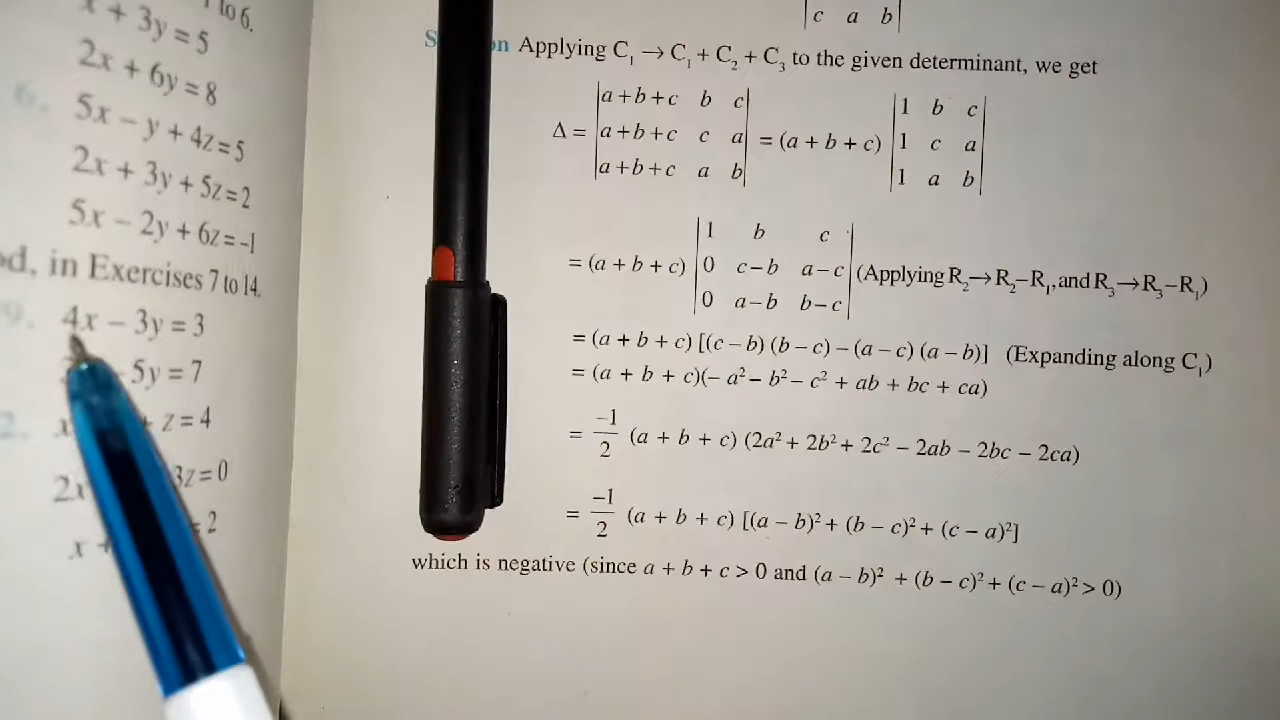 to 6.
x + 3y = 5
2x + 6y = 8
6. 5x − y + 4z = 5
2x + 3y + 5z = 2
5x − 2y + 6z = −1
in Exercises 7 to 14.
9. 4x − 3y = 3
5y = 7
z = 4
2x 3z = 0
x + = 2
| c a b |
on Applying C₁ → C₁ + C₂ + C₃ to the given determinant, we get
| a + b + c b c |
Δ = | a + b + c c a | = (a + b + c)
| a + b + c a b |
| 1 b c |
| 1 c a |
| 1 a b |
| 1 b c |
= (a + b + c) | 0 c − b a − c | (Applying R₂ → R₂ − R₁, and R₃ → R₃ − R₁)
| 0 a − b b − c |
= (a + b + c) [(c − b) (b − c) − (a − c) (a − b)] (Expanding along C₁)
= (a + b + c)(− a² − b² − c² + ab + bc + ca)
= −1/2 (a + b + c) (2a² + 2b² + 2c² − 2ab − 2bc − 2ca)
= −1/2 (a + b + c) [(a − b)² + (b − c)² + (c − a)²]
which is negative (since a + b + c > 0 and (a − b)² + (b − c)² + (c − a)² > 0)